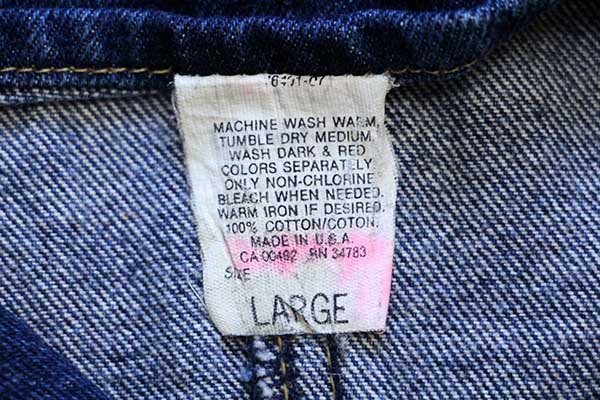 MACHINE WASH WARM.
TUMBLE DRY MEDIUM.
WASH DARK & RED
COLORS SEPARATELY
ONLY NON-CHLORINE
BLEACH WHEN NEEDED.
WARM IRON IF DESIRED.
100% COTTON/COTON.
MADE IN U.S.A.
CA 00492 RN 34783
SIZE
LARGE